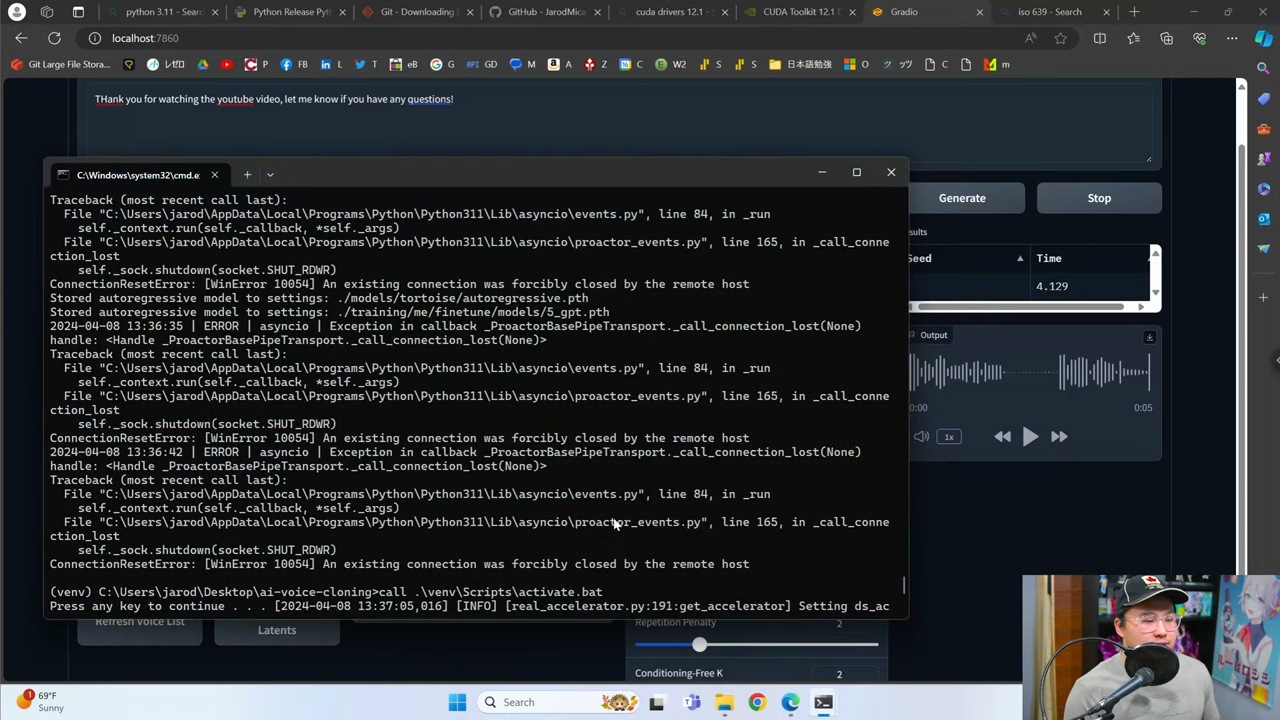 python 3.11 - Searc
Python Release Pyt
Git - Downloading
GitHub - JarodMica
cuda drivers 12.1 - S
CUDA Toolkit 12.1
Gradio
iso 639 - Search
localhost:7860
Git Large File Stora...
レゼロ
P
FB
in L
T
eB
G
GD
M
A
Z
C
W2
S
S
日本語勉強
O
ッツ
C
m
THank you for watching the youtube video, let me know if you have any questions!
C:\Windows\system32\cmd.e
Traceback (most recent call last):
File "C:\Users\jarod\AppData\Local\Programs\Python\Python311\Lib\asyncio\events.py", line 84, in _run
self._context.run(self._callback, *self._args)
File "C:\Users\jarod\AppData\Local\Programs\Python\Python311\Lib\asyncio\proactor_events.py", line 165, in _call_conne
ction_lost
self._sock.shutdown(socket.SHUT_RDWR)
ConnectionResetError: [WinError 10054] An existing connection was forcibly closed by the remote host
Stored autoregressive model to settings: ./models/tortoise/autoregressive.pth
Stored autoregressive model to settings: ./training/mv/finetune/models/5_gpt.pth
2024-04-08 13:36:35 | ERROR | asyncio | Exception in callback _ProactorBasePipeTransport._call_connection_lost(None)
handle: <Handle _ProactorBasePipeTransport._call_connection_lost(None)>
Traceback (most recent call last):
File "C:\Users\jarod\AppData\Local\Programs\Python\Python311\Lib\asyncio\events.py", line 84, in _run
self._context.run(self._callback, *self._args)
File "C:\Users\jarod\AppData\Local\Programs\Python\Python311\Lib\asyncio\proactor_events.py", line 165, in _call_conne
ction_lost
self._sock.shutdown(socket.SHUT_RDWR)
ConnectionResetError: [WinError 10054] An existing connection was forcibly closed by the remote host
2024-04-08 13:36:42 | ERROR | asyncio | Exception in callback _ProactorBasePipeTransport._call_connection_lost(None)
handle: <Handle _ProactorBasePipeTransport._call_connection_lost(None)>
Traceback (most recent call last):
File "C:\Users\jarod\AppData\Local\Programs\Python\Python311\Lib\asyncio\events.py", line 84, in _run
self._context.run(self._callback, *self._args)
File "C:\Users\jarod\AppData\Local\Programs\Python\Python311\Lib\asyncio\proactor_events.py", line 165, in _call_conne
ction_lost
self._sock.shutdown(socket.SHUT_RDWR)
ConnectionResetError: [WinError 10054] An existing connection was forcibly closed by the remote host
(venv) C:\Users\jarod\Desktop\ai-voice-cloning>call .\venv\Scripts\activate.bat
Press any key to continue . . . [2024-04-08 13:37:05,016] [INFO] [real_accelerator.py:191:get_accelerator] Setting ds_ac
Generate
Stop
Seed
Time
4.129
Output
0:00
0:05
1x
Refresh Voice List
Latents
Repetition Penalty
2
Conditioning-Free K
2
69°F
Sunny
Search